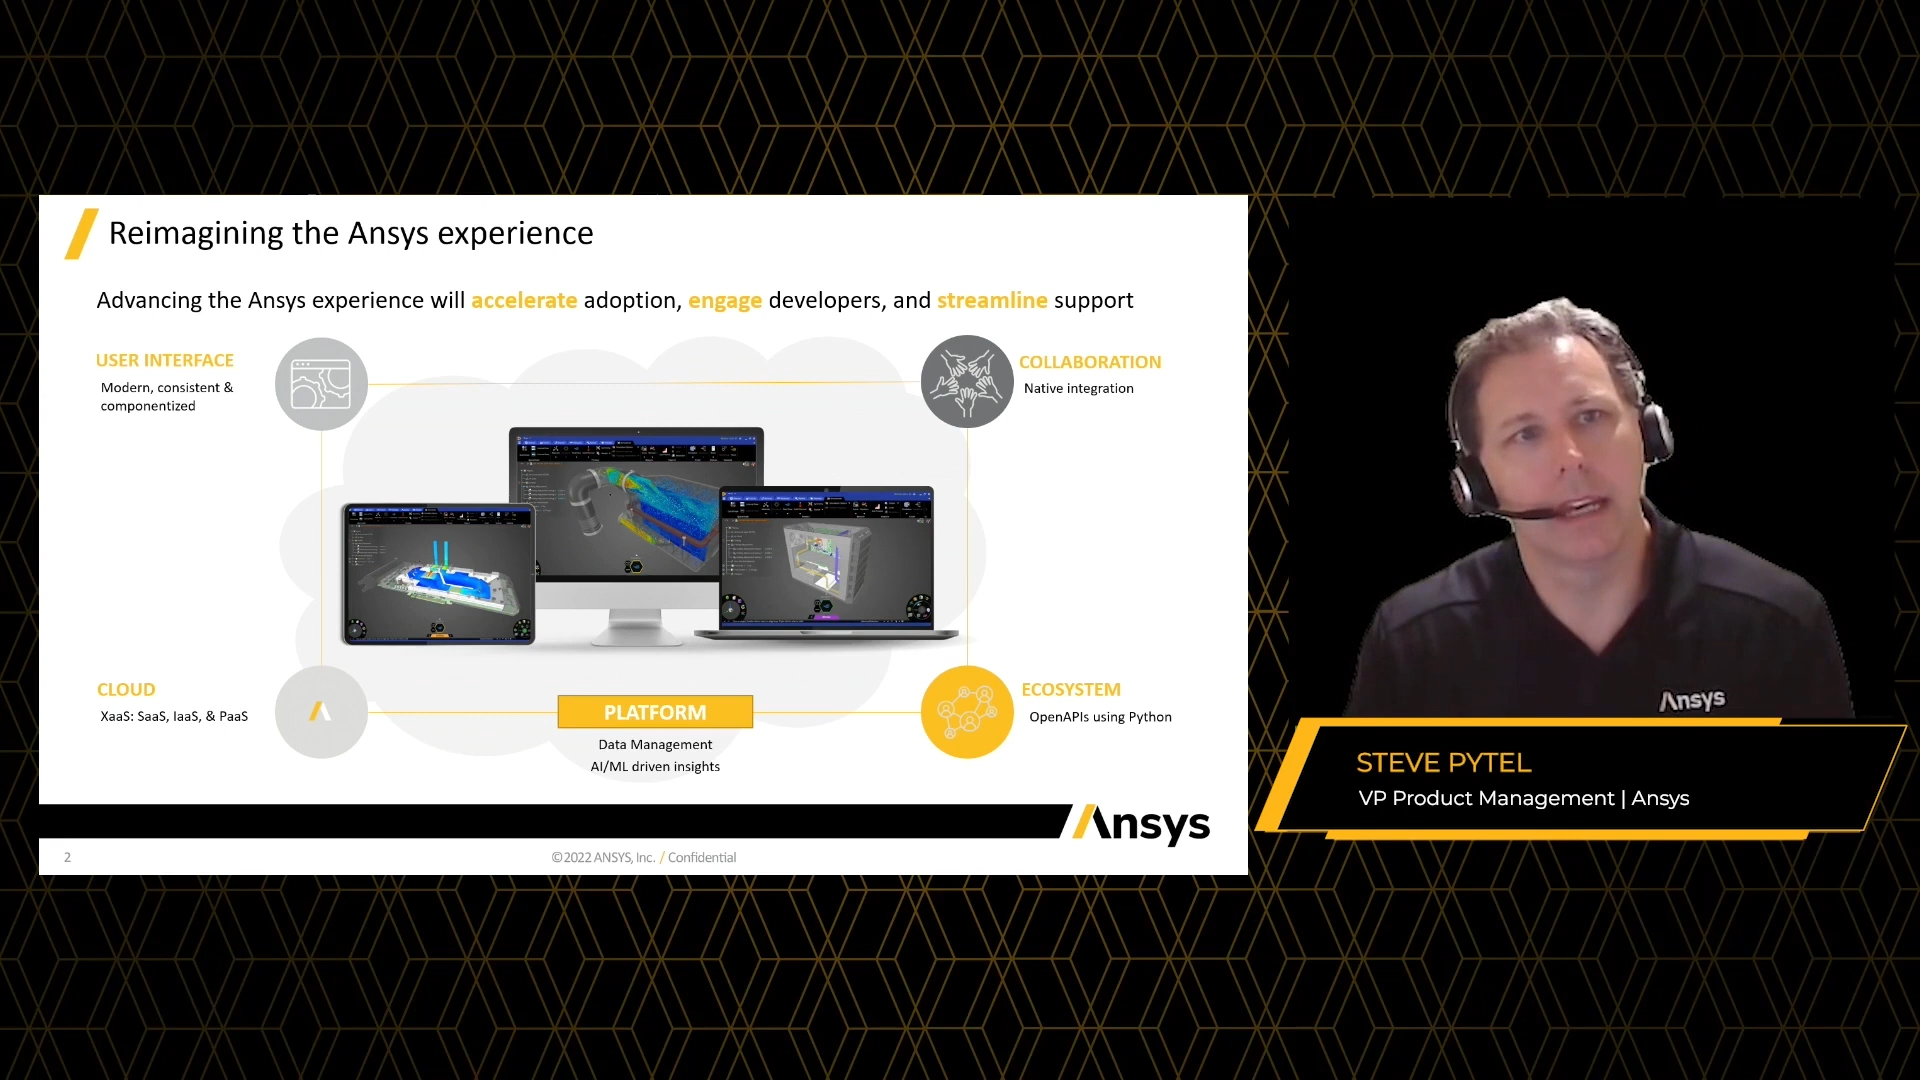 Reimagining the Ansys experience
Advancing the Ansys experience will accelerate adoption, engage developers, and streamline support
USER INTERFACE
Modern, consistent &
componentized
COLLABORATION
Native integration
CLOUD
XaaS: SaaS, IaaS, & PaaS
PLATFORM
Data Management
AI/ML driven insights
ECOSYSTEM
OpenAPIs using Python
Ansys
2
©2022 ANSYS, Inc. / Confidential
Ansys
STEVE PYTEL
VP Product Management | Ansys